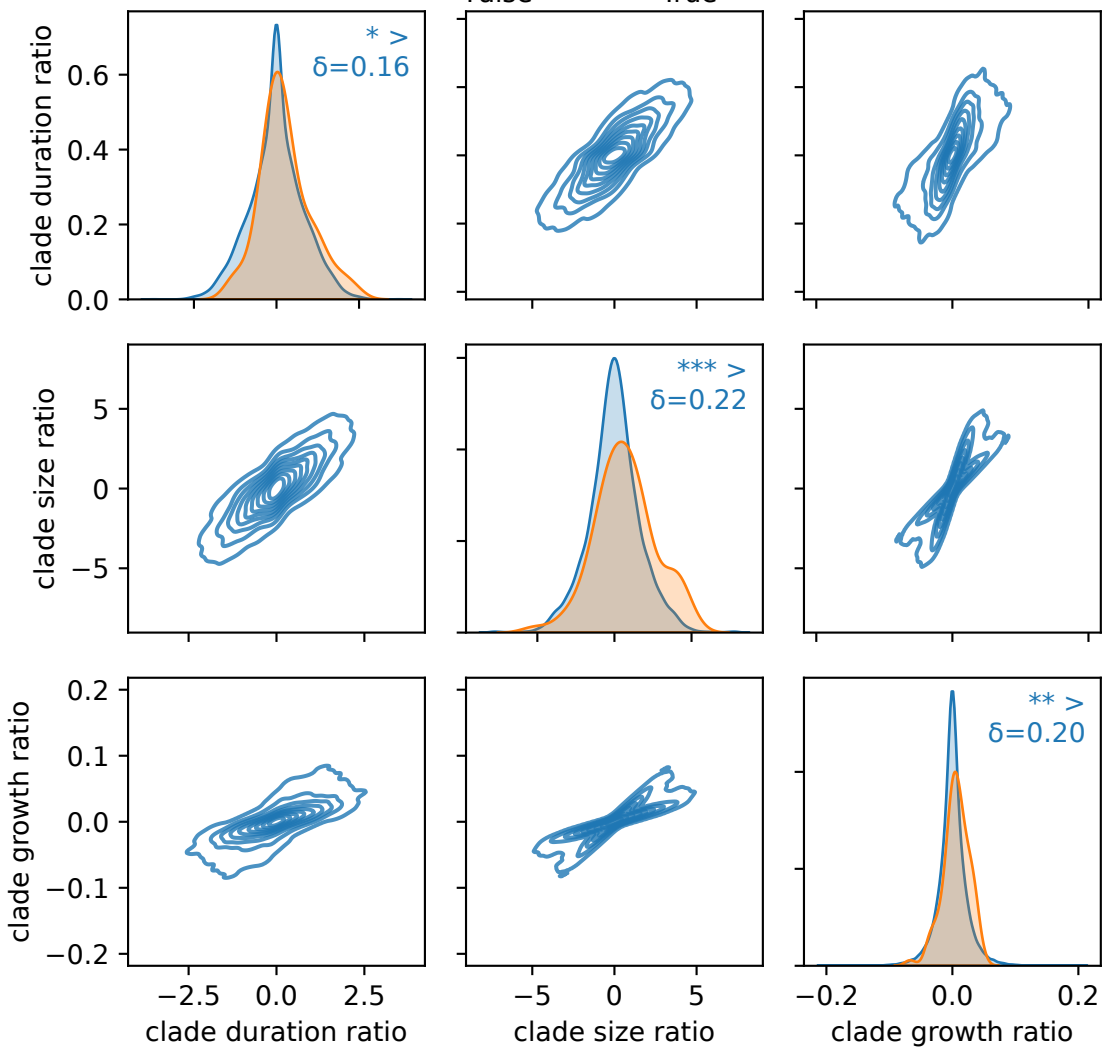 False True
clade duration ratio
0.6
0.4
0.2
0.0
* >
δ=0.16
clade size ratio
5
0
−5
*** >
δ=0.22
clade growth ratio
0.2
0.1
0.0
−0.1
−0.2
** >
δ=0.20
−2.5 0.0 2.5
−5 0 5
−0.2 0.0 0.2
clade duration ratio
clade size ratio
clade growth ratio